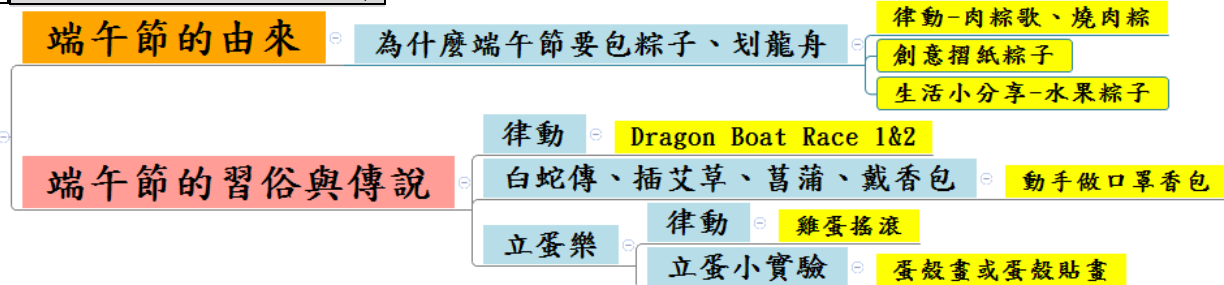 端午節的由來
為什麼端午節要包粽子、划龍舟
律動-肉粽歌、燒肉粽
創意摺紙粽子
生活小分享-水果粽子
端午節的習俗與傳說
律動
Dragon Boat Race 1&2
白蛇傳、插艾草、菖蒲、戴香包
動手做口罩香包
立蛋樂
律動
雞蛋搖滾
立蛋小實驗
蛋殼畫或蛋殼貼畫